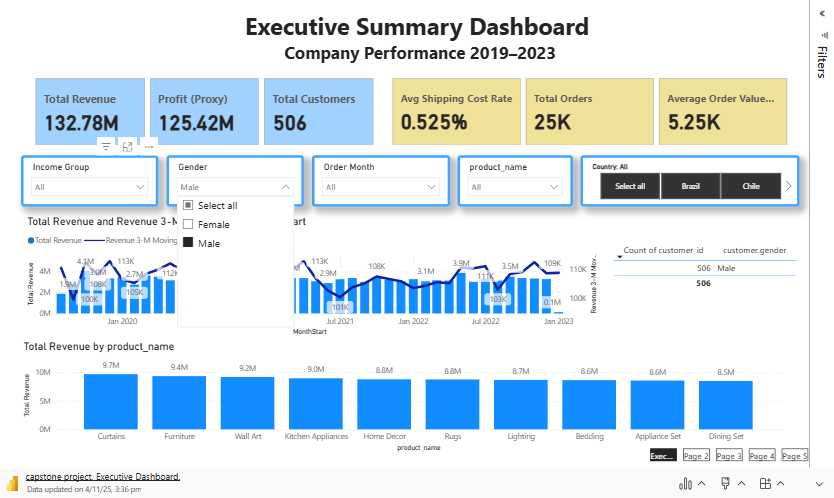 Executive Summary Dashboard
Company Performance 2019–2023
Filters
Total Revenue
132.78M
Profit (Proxy)
125.42M
Total Customers
506
Avg Shipping Cost Rate
0.525%
Total Orders
25K
Average Order Value...
5.25K
Income Group
All
Gender
Male
Select all
Female
Male
Order Month
All
product_name
All
Country: All
Select all
Brazil
Chile
Total Revenue and Revenue 3-M
art
Total Revenue
Revenue 3-M Moving
Total Revenue
4M
2M
0M
1.9M
4.1M
3.0M
100K
108K
113K
2.7M
105K
112K
113K
2.9M
101K
108K
3.1M
3.9M
111K
103K
3.5M
109K
0.1M
110K
100K
Revenue 3-M Mov...
Jan 2020
Jul 2021
Jan 2022
Jul 2022
Jan 2023
MonthStart
Count of customer_id customer.gender
506 Male
506
Total Revenue by product_name
Total Revenue
10M
5M
0M
9.7M
9.4M
9.2M
9.0M
8.8M
8.8M
8.7M
8.6M
8.6M
8.5M
Curtains
Furniture
Wall Art
Kitchen Appliances
Home Decor
Rugs
Lighting
Bedding
Appliance Set
Dining Set
product_name
Exec...
Page 2
Page 3
Page 4
Page 5
capstone project. Executive Dashboard.
Data updated on 4/11/25, 3:36 pm